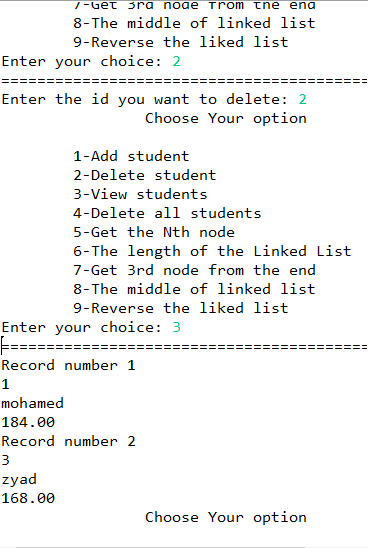 7-Get 3rd node from the end
8-The middle of linked list
9-Reverse the liked list
Enter your choice: 2
==========================================
Enter the id you want to delete: 2
Choose Your option
1-Add student
2-Delete student
3-View students
4-Delete all students
5-Get the Nth node
6-The length of the Linked List
7-Get 3rd node from the end
8-The middle of linked list
9-Reverse the liked list
Enter your choice: 3
==========================================
Record number 1
1
mohamed
184.00
Record number 2
3
zyad
168.00
Choose Your option